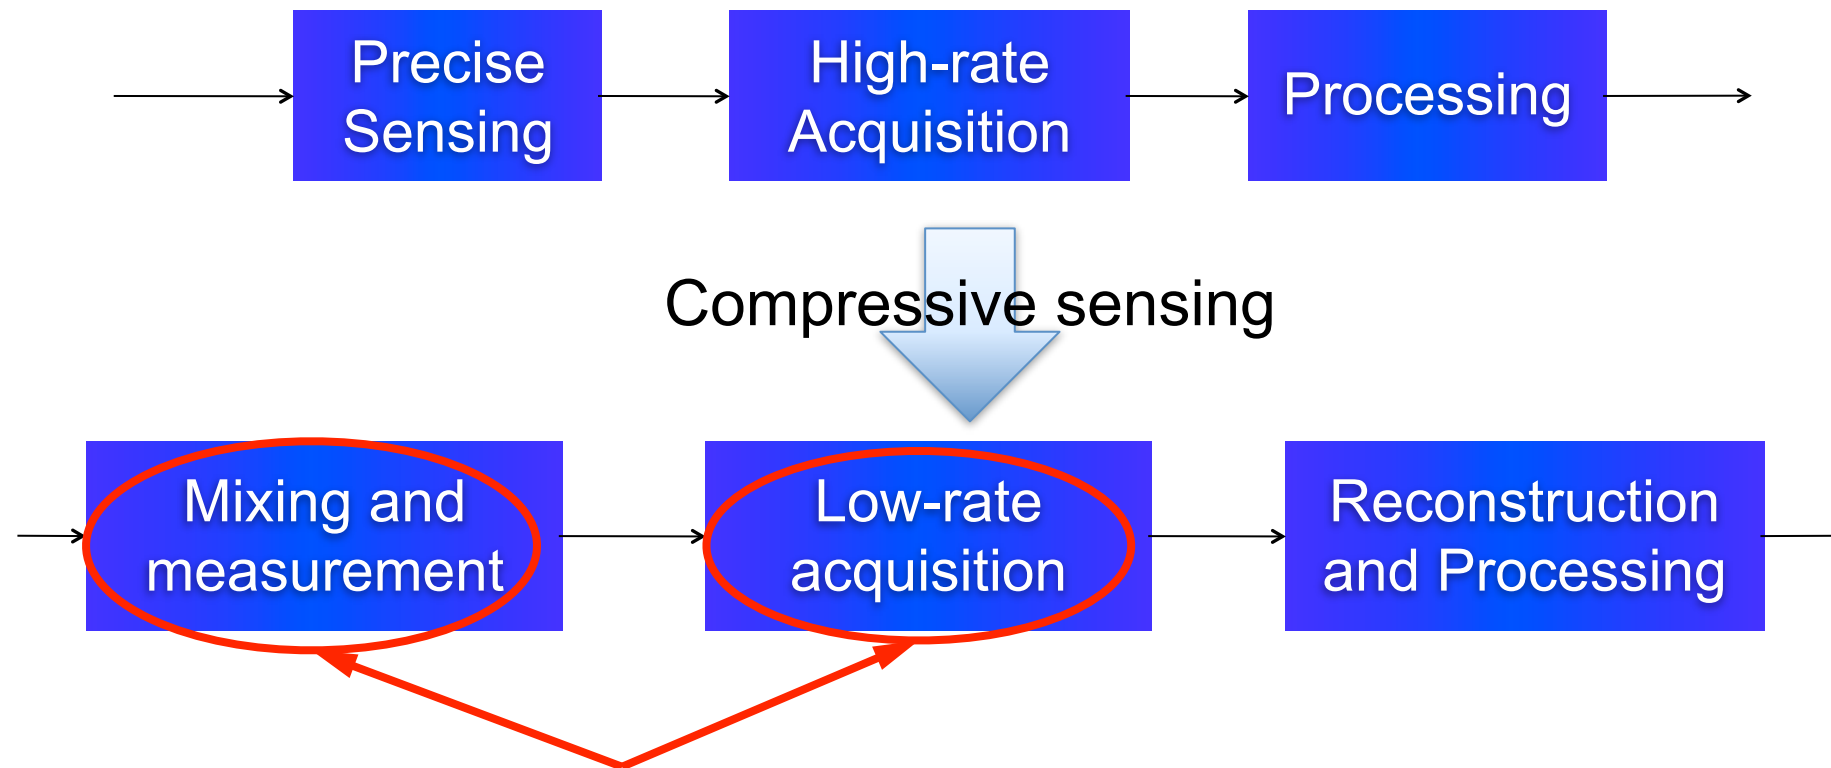 Precise
Sensing
High-rate
Acquisition
Processing
Compressive sensing
Mixing and
measurement
Low-rate
acquisition
Reconstruction
and Processing